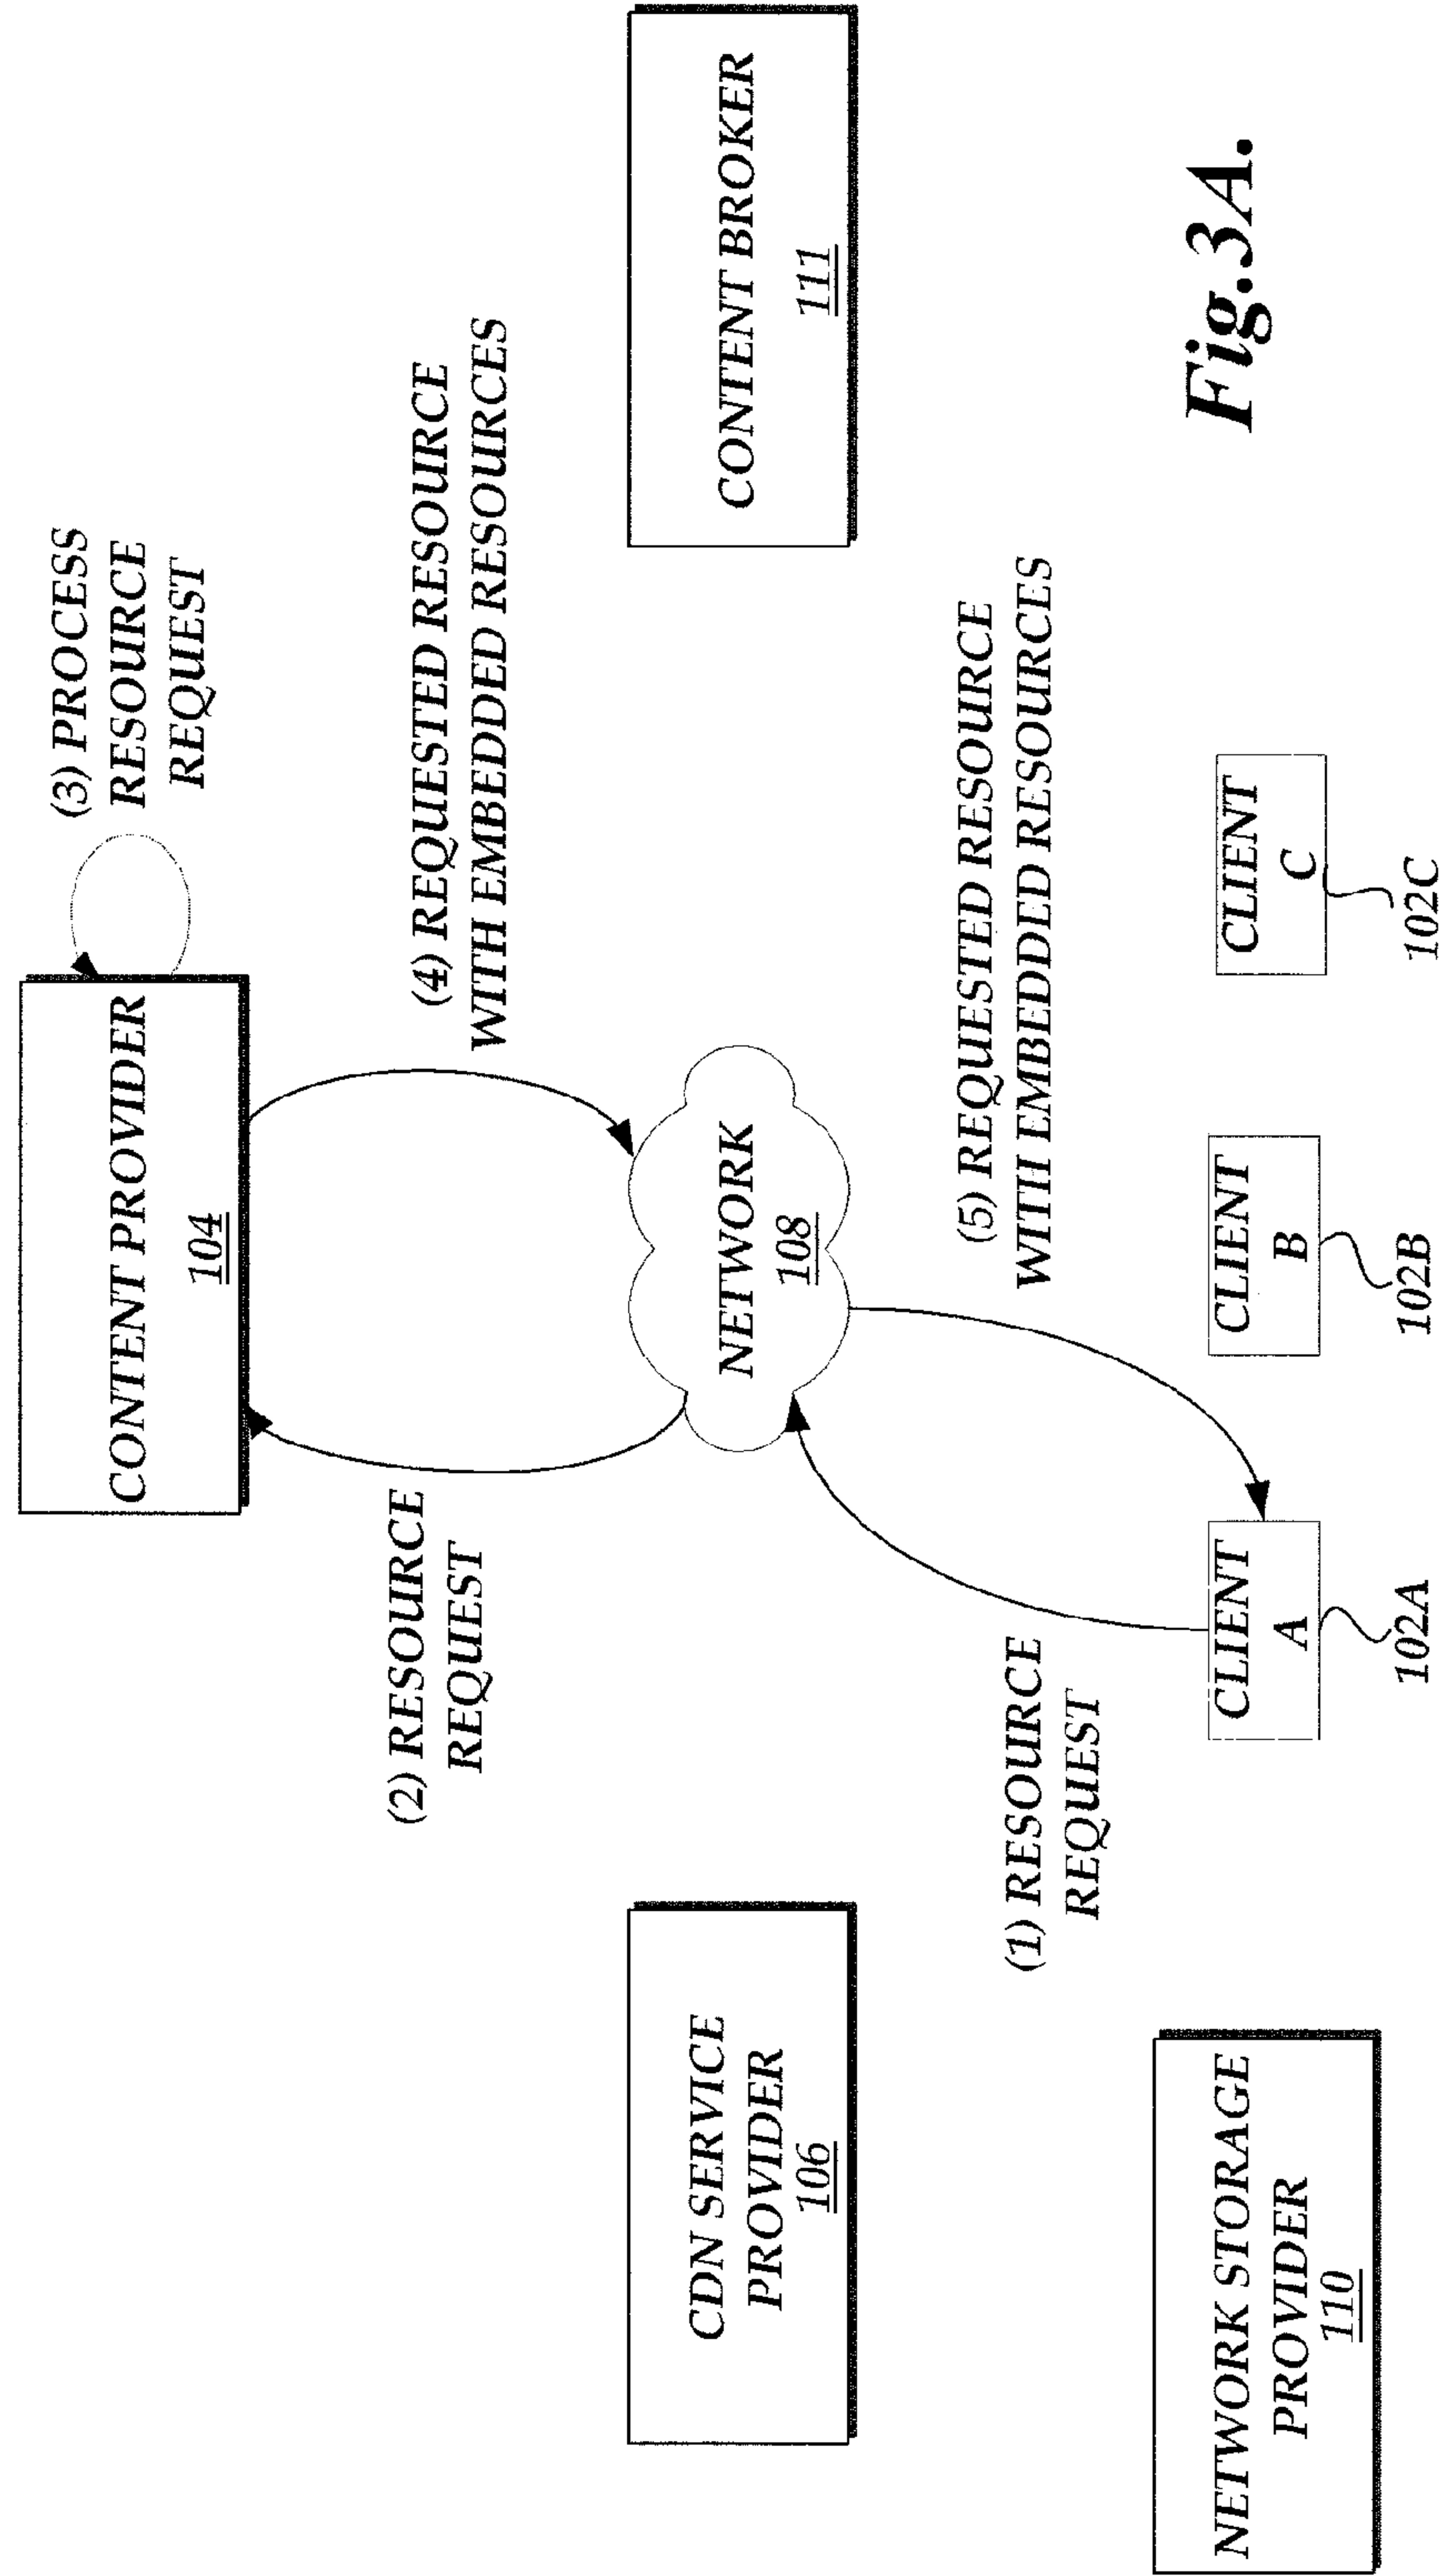 CONTENT PROVIDER
104
(3) PROCESS
RESOURCE
REQUEST
(2) RESOURCE
REQUEST
(4) REQUESTED RESOURCE
WITH EMBEDDED RESOURCES
CDN SERVICE
PROVIDER
106
NETWORK
108
CONTENT BROKER
111
(1) RESOURCE
REQUEST
(5) REQUESTED RESOURCE
WITH EMBEDDED RESOURCES
NETWORK STORAGE
PROVIDER
110
CLIENT
A
102A
CLIENT
B
102B
CLIENT
C
102C
Fig.3A.